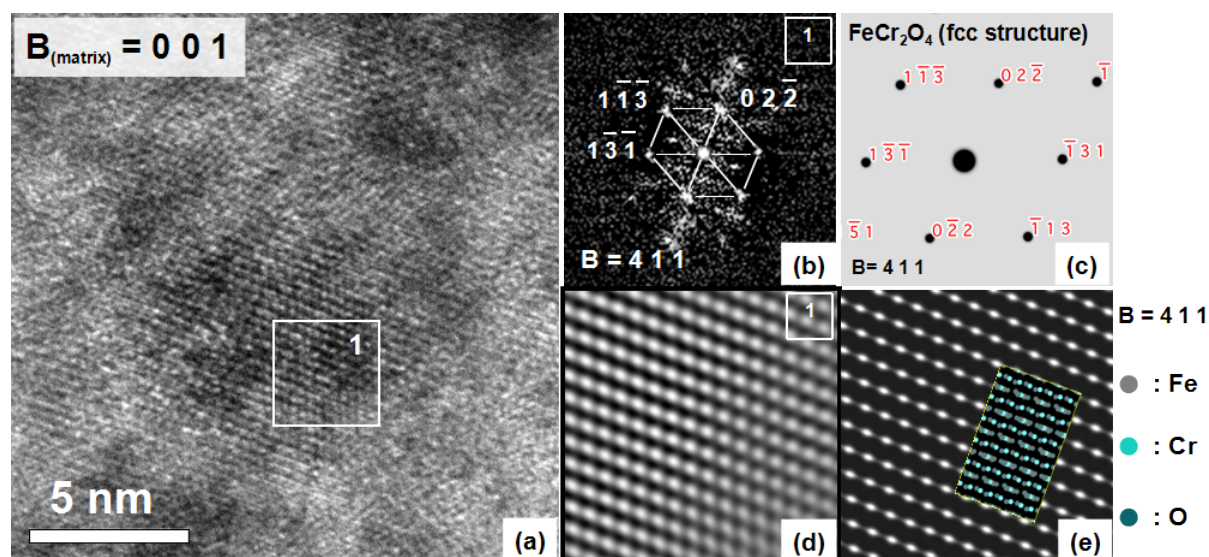 B(matrix) = 0 0 1
1
5 nm
(a)
1
1 1̅ 3̅
0 2 2̅
1 3̅ 1̅
B = 4 1 1
(b)
FeCr₂O₄ (fcc structure)
1 1̅ 3̅
0 2 2̅
1̅
1 3̅ 1̅
1̅ 3 1
5̅ 1
0 2̅ 2
1̅ 1 3
B= 4 1 1
(c)
1
(d)
(e)
B = 4 1 1
: Fe
: Cr
: O